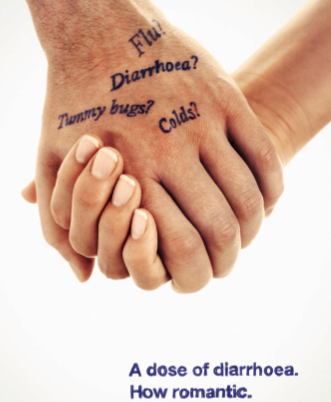 Flu?
Diarrhoea?
Tummy bugs?
Colds?
A dose of diarrhoea.
How romantic.